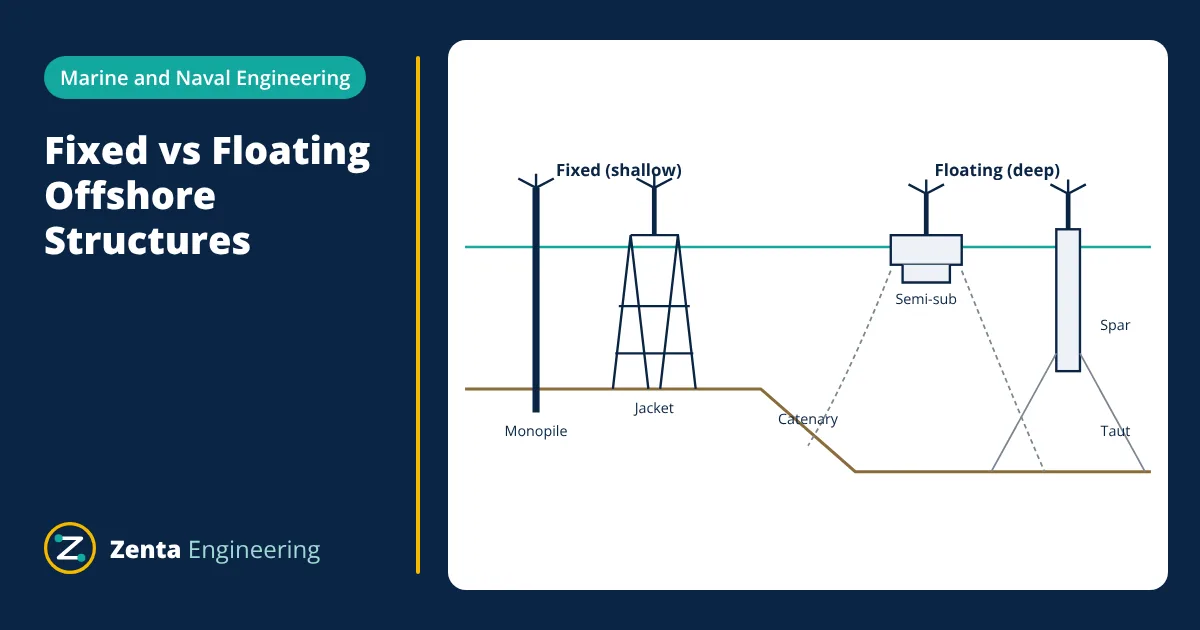 Marine and Naval Engineering
Fixed vs Floating
Offshore
Structures
Zenta Engineering
Fixed (shallow)
Floating (deep)
Semi-sub
Spar
Jacket
Catenary
Monopile
Taut